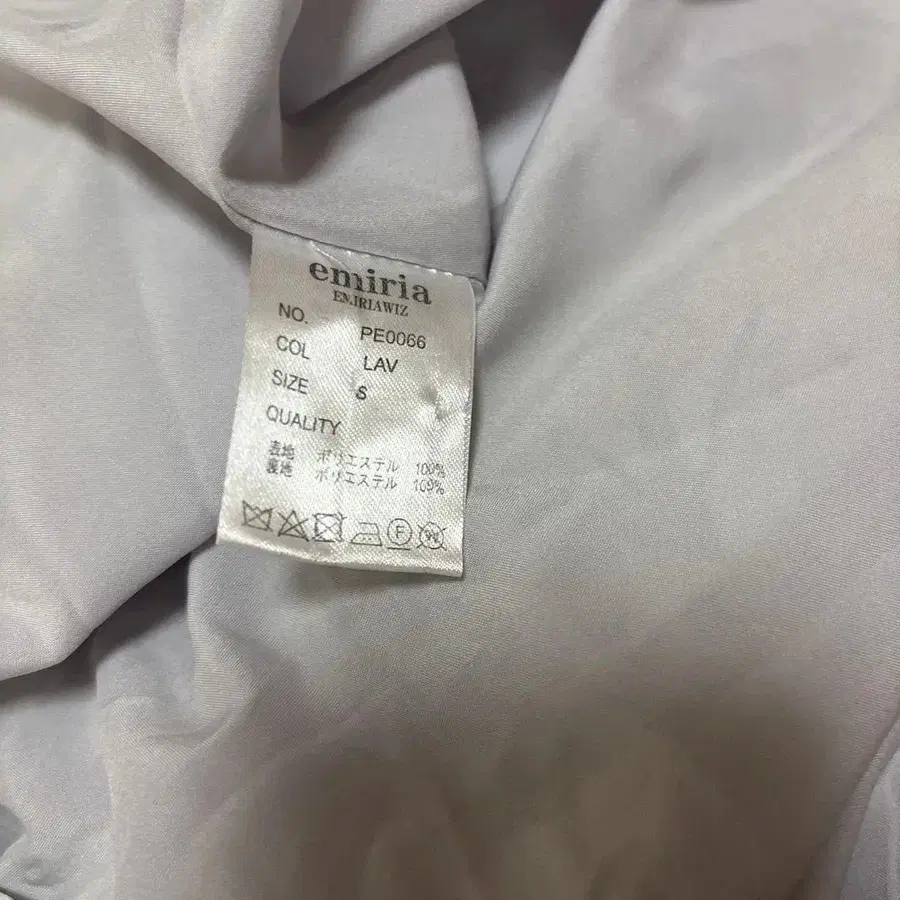 emiria
EMIRIAWIZ
NO. PE0066
COL LAV
SIZE S
QUALITY
表地 ポリエステル 100%
裏地 ポリエステル 100%
F W